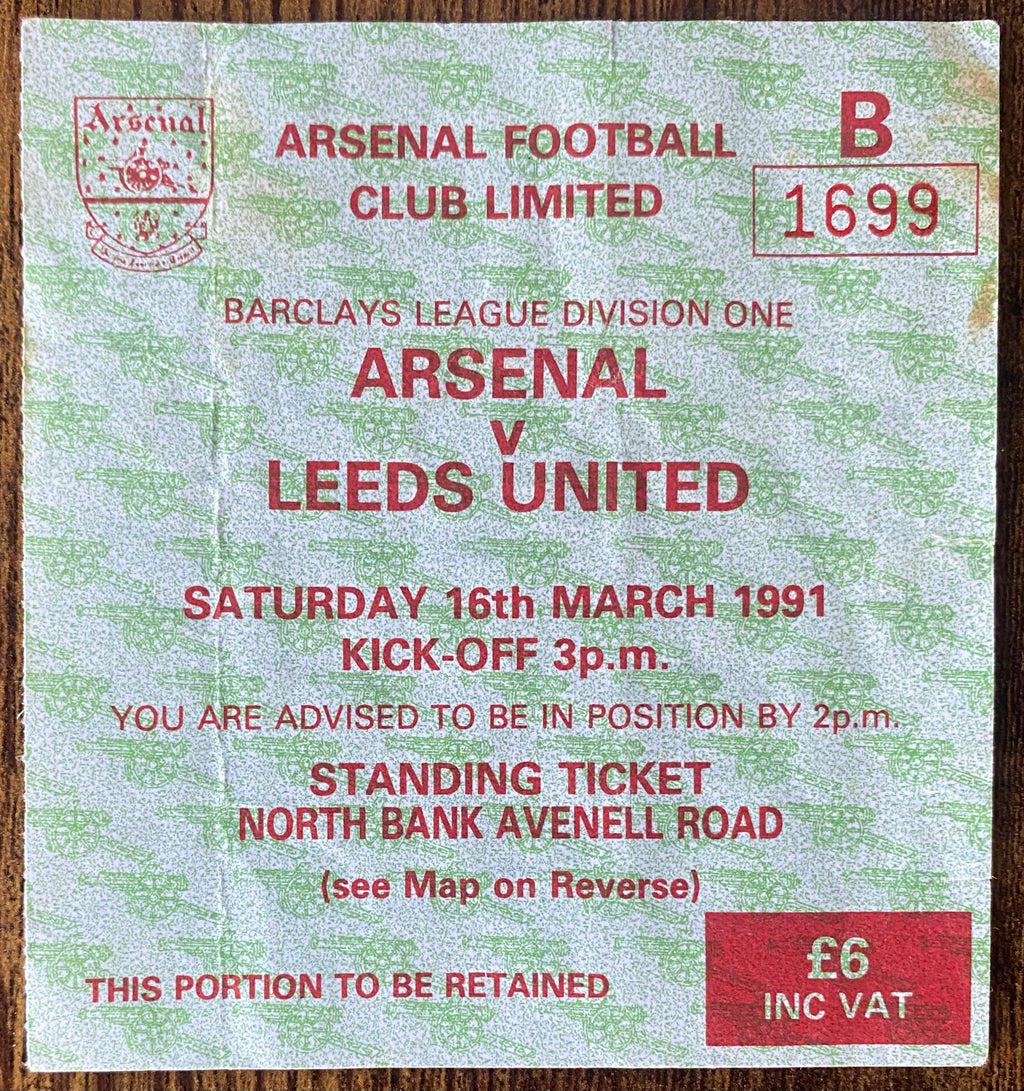 Arsenal
ARSENAL FOOTBALL
CLUB LIMITED
B
1699
BARCLAYS LEAGUE DIVISION ONE
ARSENAL
v
LEEDS UNITED
SATURDAY 16th MARCH 1991
KICK-OFF 3p.m.
YOU ARE ADVISED TO BE IN POSITION BY 2p.m.
STANDING TICKET
NORTH BANK AVENELL ROAD
(see Map on Reverse)
THIS PORTION TO BE RETAINED
£6
INC VAT